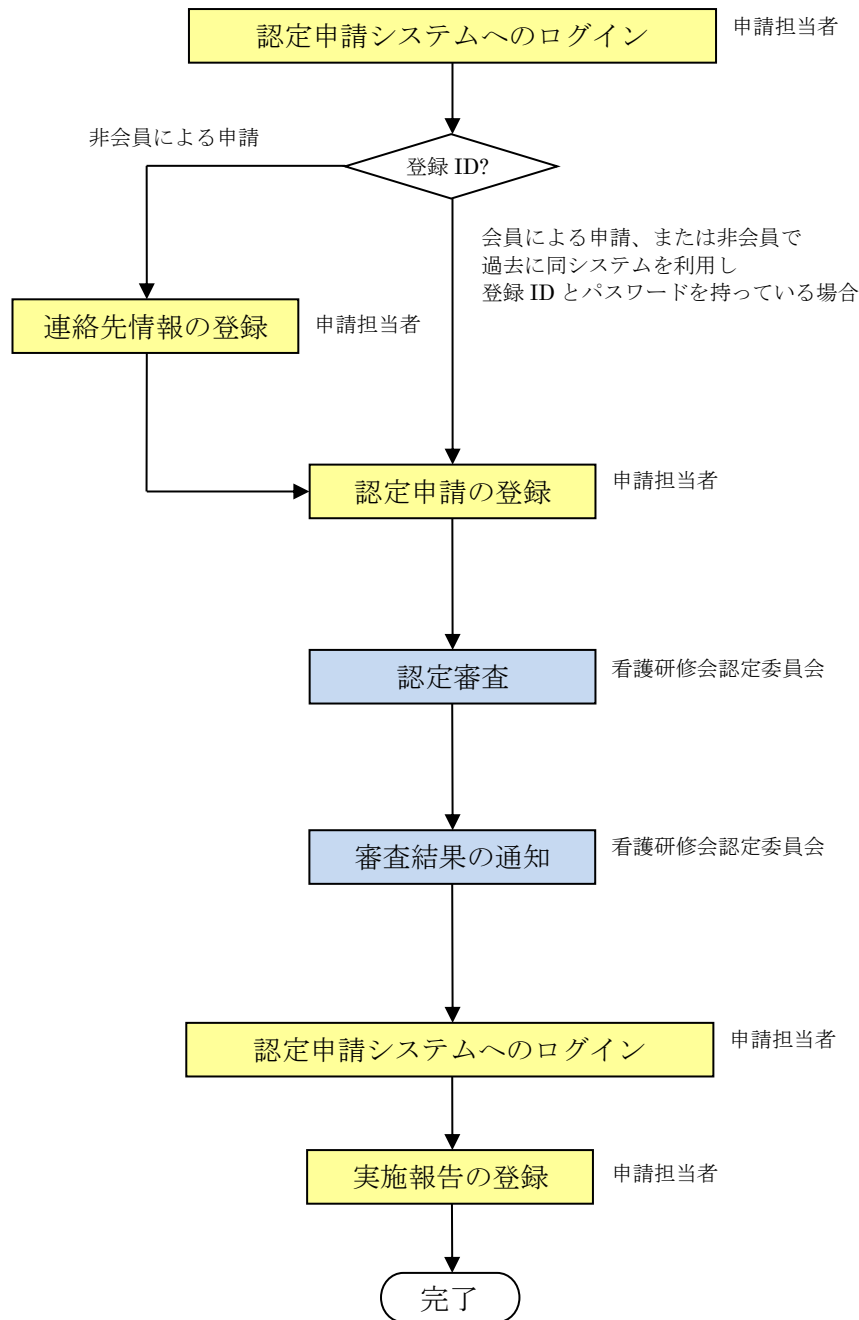 認定申請システムへのログイン
申請担当者
非会員による申請
登録 ID?
会員による申請、または非会員で
過去に同システムを利用し
登録 ID とパスワードを持っている場合
連絡先情報の登録
申請担当者
認定申請の登録
申請担当者
認定審査
看護研修会認定委員会
審査結果の通知
看護研修会認定委員会
認定申請システムへのログイン
申請担当者
実施報告の登録
申請担当者
完了